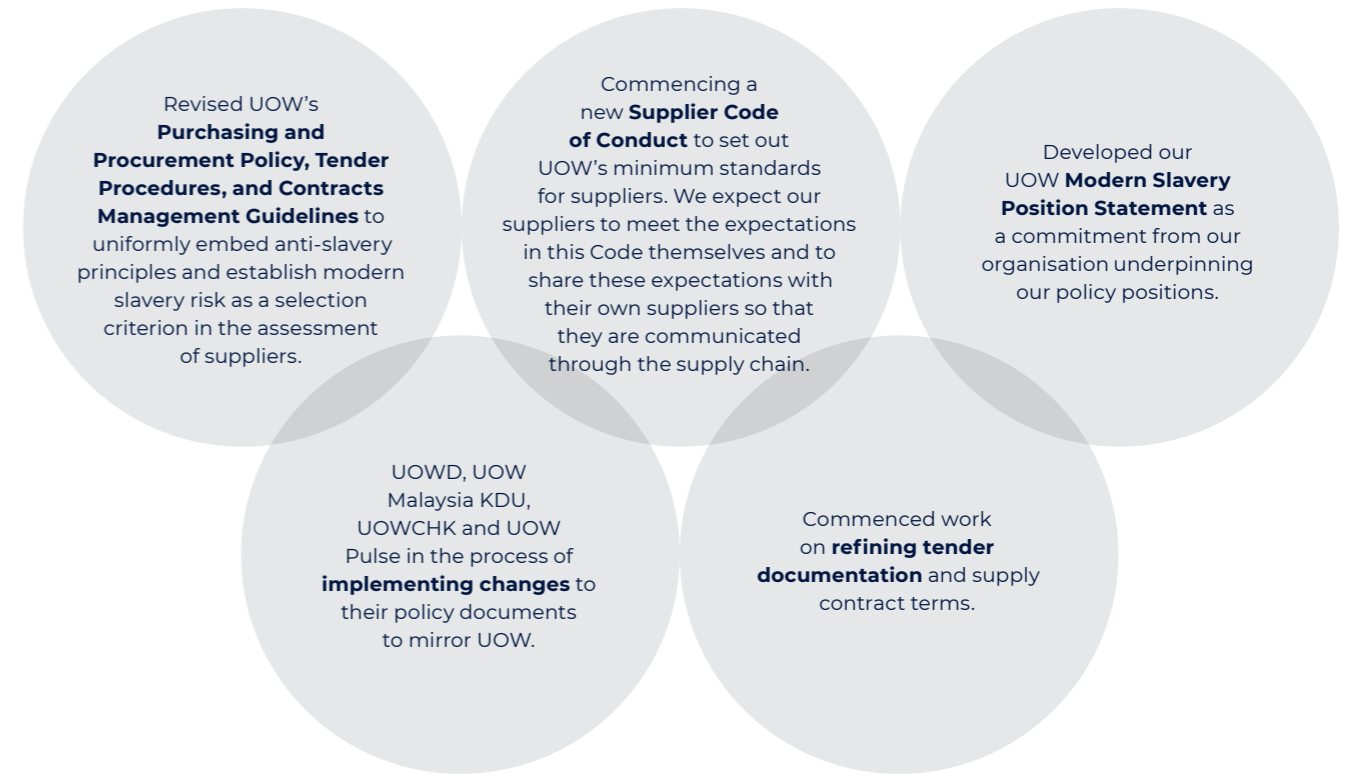 Revised UOW’s
Purchasing and
Procurement Policy, Tender
Procedures, and Contracts
Management Guidelines to
uniformly embed anti-slavery
principles and establish modern
slavery risk as a selection
criterion in the assessment
of suppliers.
Commencing a
new Supplier Code
of Conduct to set out
UOW’s minimum standards
for suppliers. We expect our
suppliers to meet the expectations
in this Code themselves and to
share these expectations with
their own suppliers so that
they are communicated
through the supply chain.
Developed our
UOW Modern Slavery
Position Statement as
a commitment from our
organisation underpinning
our policy positions.
UOWD, UOW
Malaysia KDU,
UOWCHK and UOW
Pulse in the process of
implementing changes to
their policy documents
to mirror UOW.
Commenced work
on refining tender
documentation and supply
contract terms.